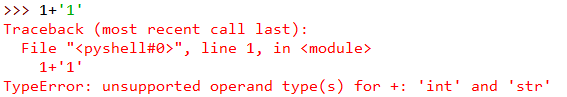 >>> 1+'1'
Traceback (most recent call last):
  File "<pyshell#0>", line 1, in <module>
    1+'1'
TypeError: unsupported operand type(s) for +: 'int' and 'str'